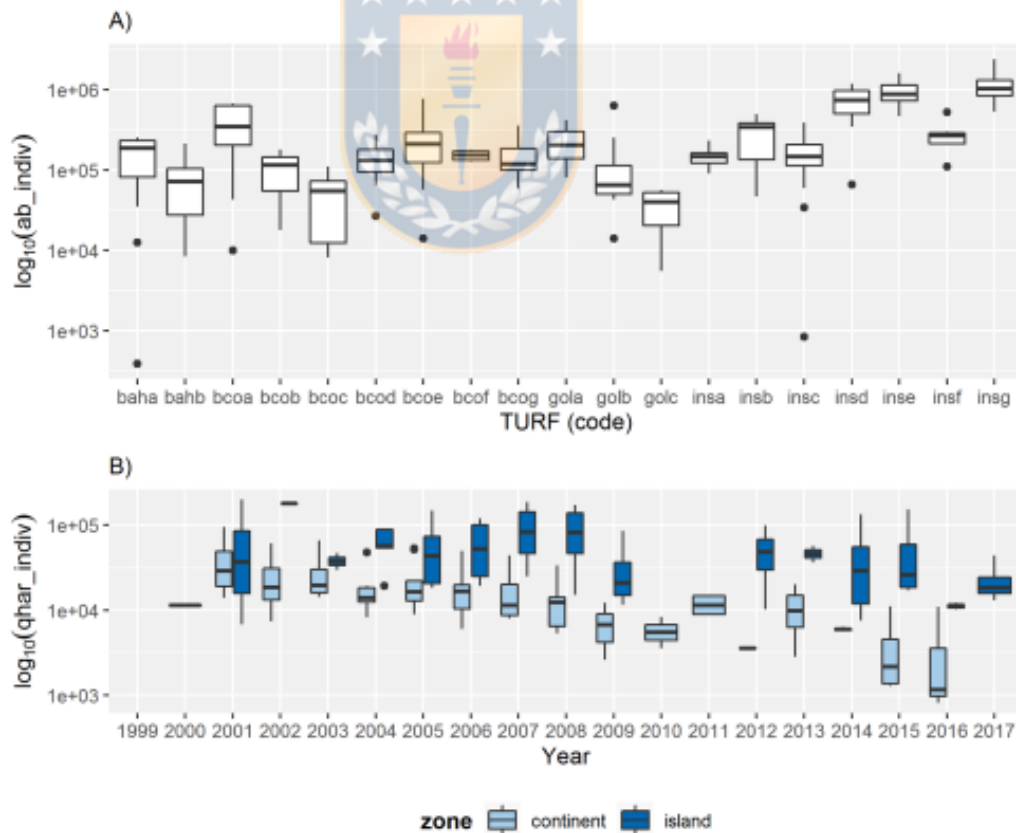 A)
log₁₀(ab_indiv)
1e+06
1e+05
1e+04
1e+03
baha bahb bcoa bcob bcoc bcod bcoe bcof bcog gola golb golc insa insb insc insd inse insf insg
TURF (code)
B)
log₁₀(qhar_indiv)
1e+05
1e+04
1e+03
1999 2000 2001 2002 2003 2004 2005 2006 2007 2008 2009 2010 2011 2012 2013 2014 2015 2016 2017
Year
zone continent island